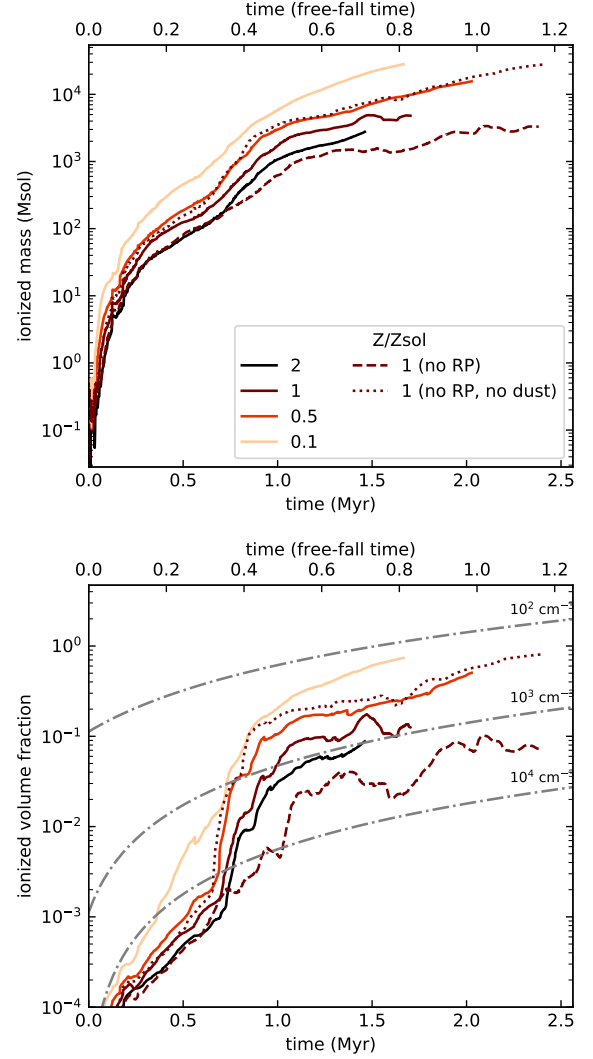 time (free-fall time)
0.0 0.2 0.4 0.6 0.8 1.0 1.2
10⁴
10³
10²
10¹
10⁰
10⁻¹
ionized mass (Msol)
Z/Zsol
2 1 (no RP)
1 1 (no RP, no dust)
0.5
0.1
0.0 0.5 1.0 1.5 2.0 2.5
time (Myr)
time (free-fall time)
0.0 0.2 0.4 0.6 0.8 1.0 1.2
10² cm⁻
10³ cm⁻
10⁴ cm⁻
10⁰
10⁻¹
10⁻²
10⁻³
10⁻⁴
ionized volume fraction
0.0 0.5 1.0 1.5 2.0 2.5
time (Myr)